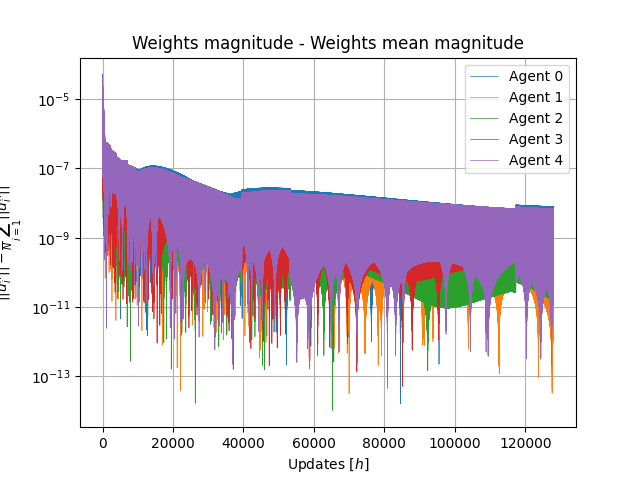 Weights magnitude - Weights mean magnitude
Agent 0
Agent 1
Agent 2
Agent 3
Agent 4
10⁻⁵
10⁻⁷
10⁻⁹
10⁻¹¹
10⁻¹³
0 20000 40000 60000 80000 100000 120000
Updates [h]